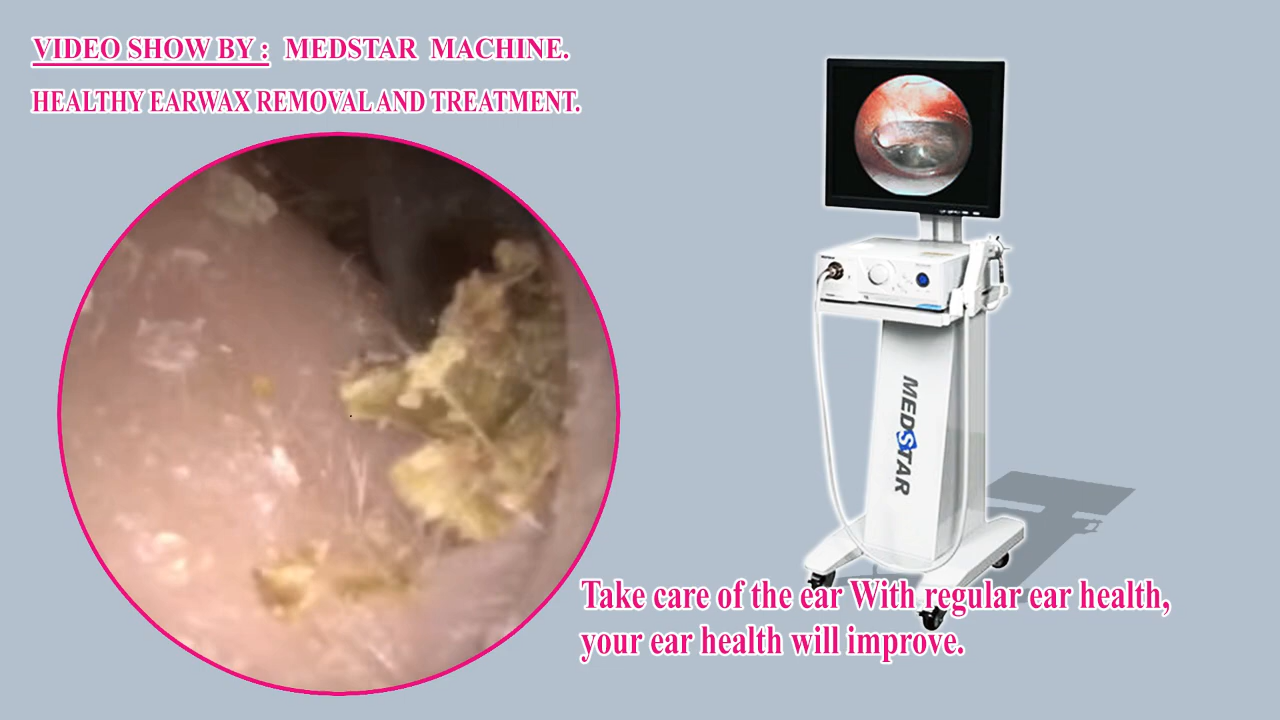 VIDEO SHOW BY : MEDSTAR MACHINE.
HEALTHY EARWAX REMOVAL AND TREATMENT.
MEDSTAR
Take care of the ear With regular ear health,
your ear health will improve.